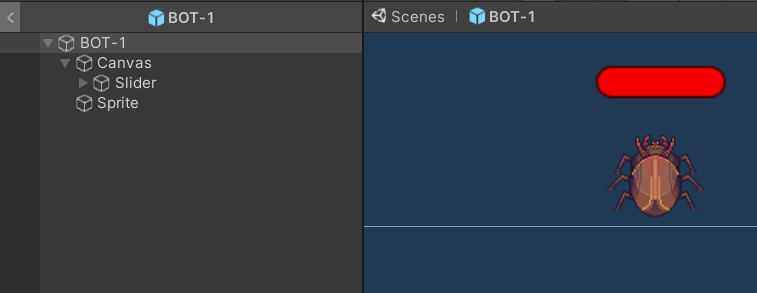 BOT-1
BOT-1
Canvas
Slider
Sprite
Scenes | BOT-1